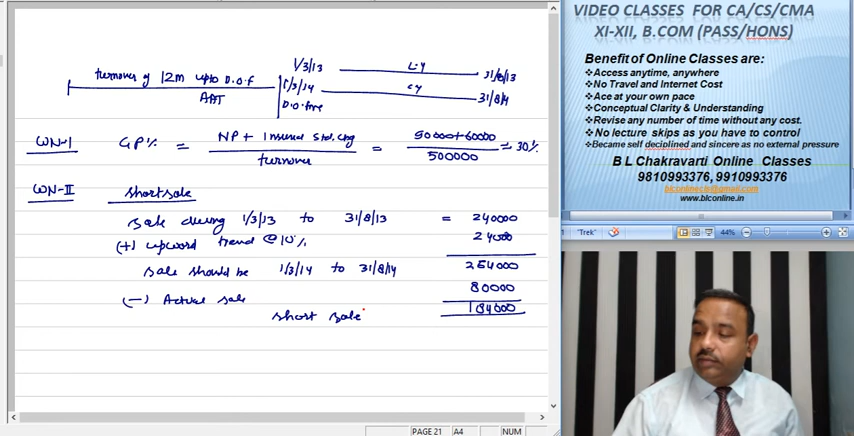 turnover of 12m upto D.O.F
AAT
1/3/13 L.Y 31/8/13
1/3/14 CY 31/8/14
D.O.Fire
WN-I GP% = NP + Insured Std. Chg / turnover = 90000+60000 / 500000 = 30%
WN-II Short sale
Sale during 1/3/13 to 31/8/13 = 240000
(+) upword trend @ 10% 24000
Sale should be 1/3/14 to 31/8/14 264000
(-) Actual sale 80000
Short sale 184000
PAGE 21 A4 NUM
VIDEO CLASSES FOR CA/CS/CMA
XI-XII, B.COM (PASS/HONS)
Benefit of Online Classes are:
❖Access anytime, anywhere
❖No Travel and Internet Cost
❖Ace at your own pace
❖Conceptual Clarity & Understanding
❖Revise any number of time without any cost.
❖No lecture skips as you have to control
❖Became self deciplined and sincere as no external pressure
B L Chakravarti Online Classes
9810993376, 9910993376
blconlinecls@gmail.com
www.blconline.in
"Trek" 44%